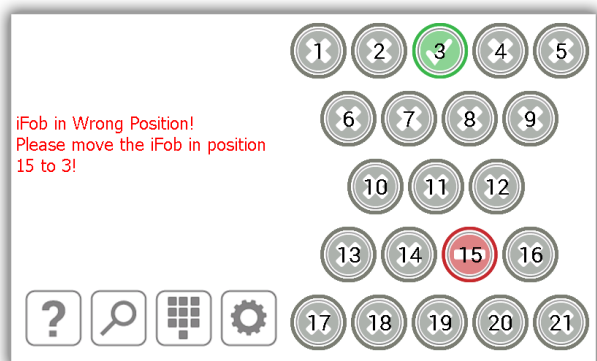 1 2 3 4 5
6 7 8 9
iFob in Wrong Position!
Please move the iFob in position
15 to 3!
10 11 12
13 14 15 16
?
17 18 19 20 21